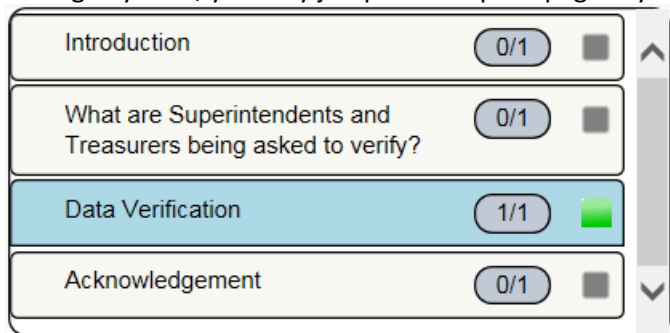 Introduction 0/1
What are Superintendents and 0/1
Treasurers being asked to verify?
Data Verification 1/1
Acknowledgement 0/1